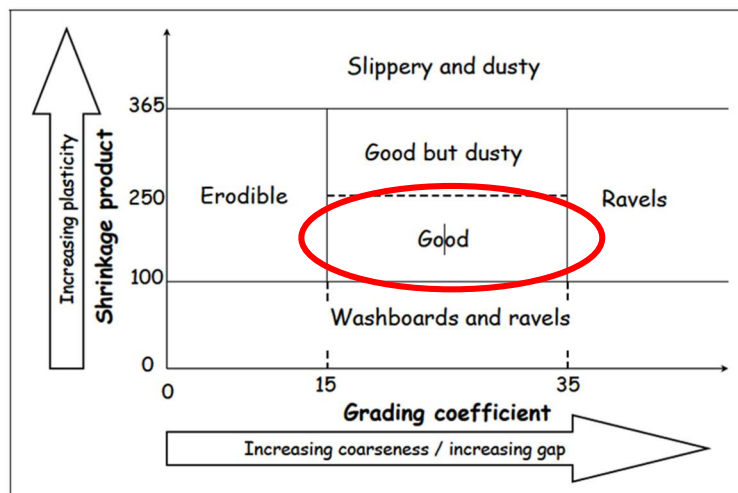 Slippery and dusty
365
Good but dusty
250
Erodible
Ravels
Good
100
Washboards and ravels
0
0
15
35
Grading coefficient
Increasing coarseness / increasing gap
Increasing plasticity
Shrinkage product